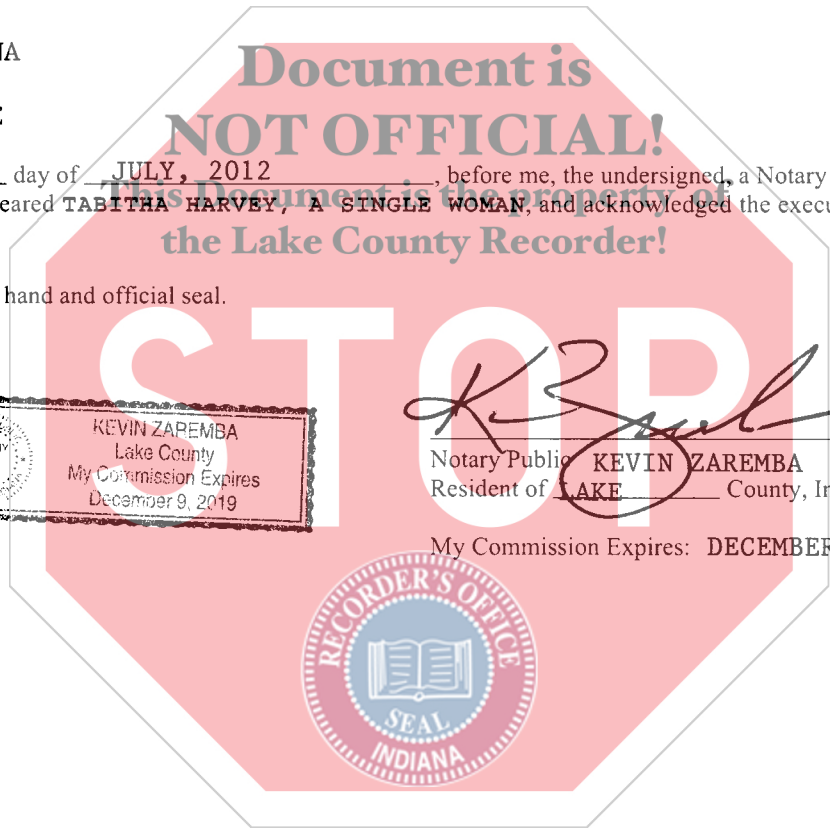 NA
Document is
NOT OFFICIAL!
day of JULY, 2012, before me, the undersigned, a Notary
This Document is the property of
eared TABITHA HARVEY, A SINGLE WOMAN, and acknowledged the execu
the Lake County Recorder!
hand and official seal.
STOP
KEVIN ZAREMBA
Lake County
My Commission Expires
December 9, 2019
Notary Public KEVIN ZAREMBA
Resident of LAKE County, In
My Commission Expires: DECEMBER
RECORDER'S OFFICE
SEAL
INDIANA